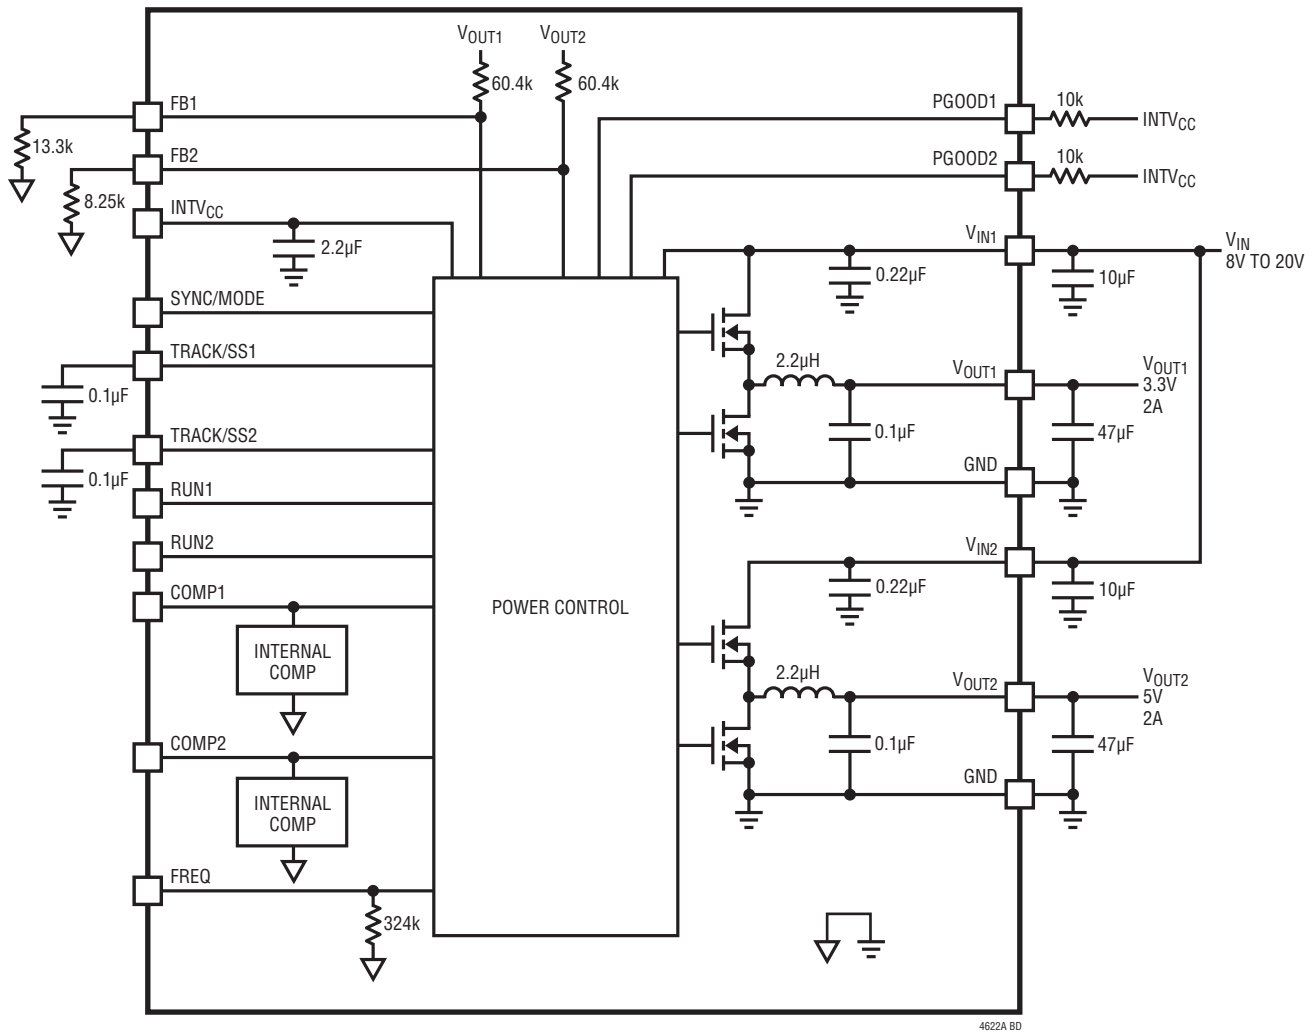 VOUT1
VOUT2
60.4k
60.4k
FB1
13.3k
FB2
8.25k
INTVCC
2.2µF
SYNC/MODE
TRACK/SS1
0.1µF
TRACK/SS2
0.1µF
RUN1
RUN2
COMP1
INTERNAL
COMP
COMP2
INTERNAL
COMP
FREQ
324k
POWER CONTROL
PGOOD1
10k
INTVCC
PGOOD2
10k
INTVCC
VIN1
0.22µF
10µF
VIN
8V TO 20V
2.2µH
VOUT1
0.1µF
GND
47µF
VOUT1
3.3V
2A
VIN2
0.22µF
10µF
2.2µH
VOUT2
0.1µF
GND
47µF
VOUT2
5V
2A
4622A BD